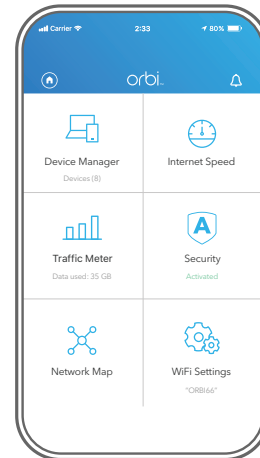 Carrier 2:33 80%
orbi
Device Manager Internet Speed
Devices (8)
A
Traffic Meter Security
Data used: 35 GB Activated
Network Map WiFi Settings
"ORBI66"